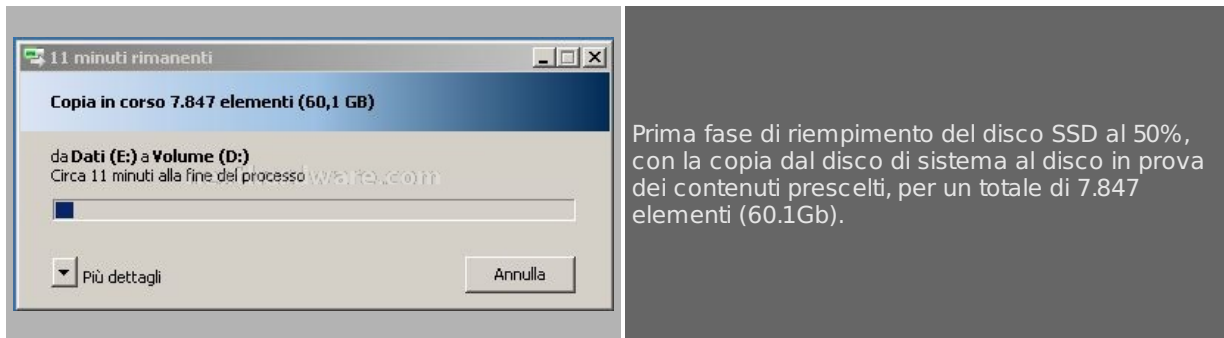 11 minuti rimanenti
Copia in corso 7.847 elementi (60,1 GB)
da Dati (E:) a Volume (D:)
Circa 11 minuti alla fine del processo
Più dettagli
Annulla
Prima fase di riempimento del disco SSD al 50%,
con la copia dal disco di sistema al disco in prova
dei contenuti prescelti, per un totale di 7.847
elementi (60.1Gb).